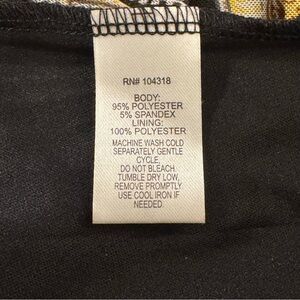 RN# 104318
BODY:
95% POLYESTER
5% SPANDEX
LINING:
100% POLYESTER
MACHINE WASH COLD
SEPARATELY GENTLE
CYCLE,
DO NOT BLEACH.
TUMBLE DRY LOW,
REMOVE PROMPTLY.
USE COOL IRON IF
NEEDED.